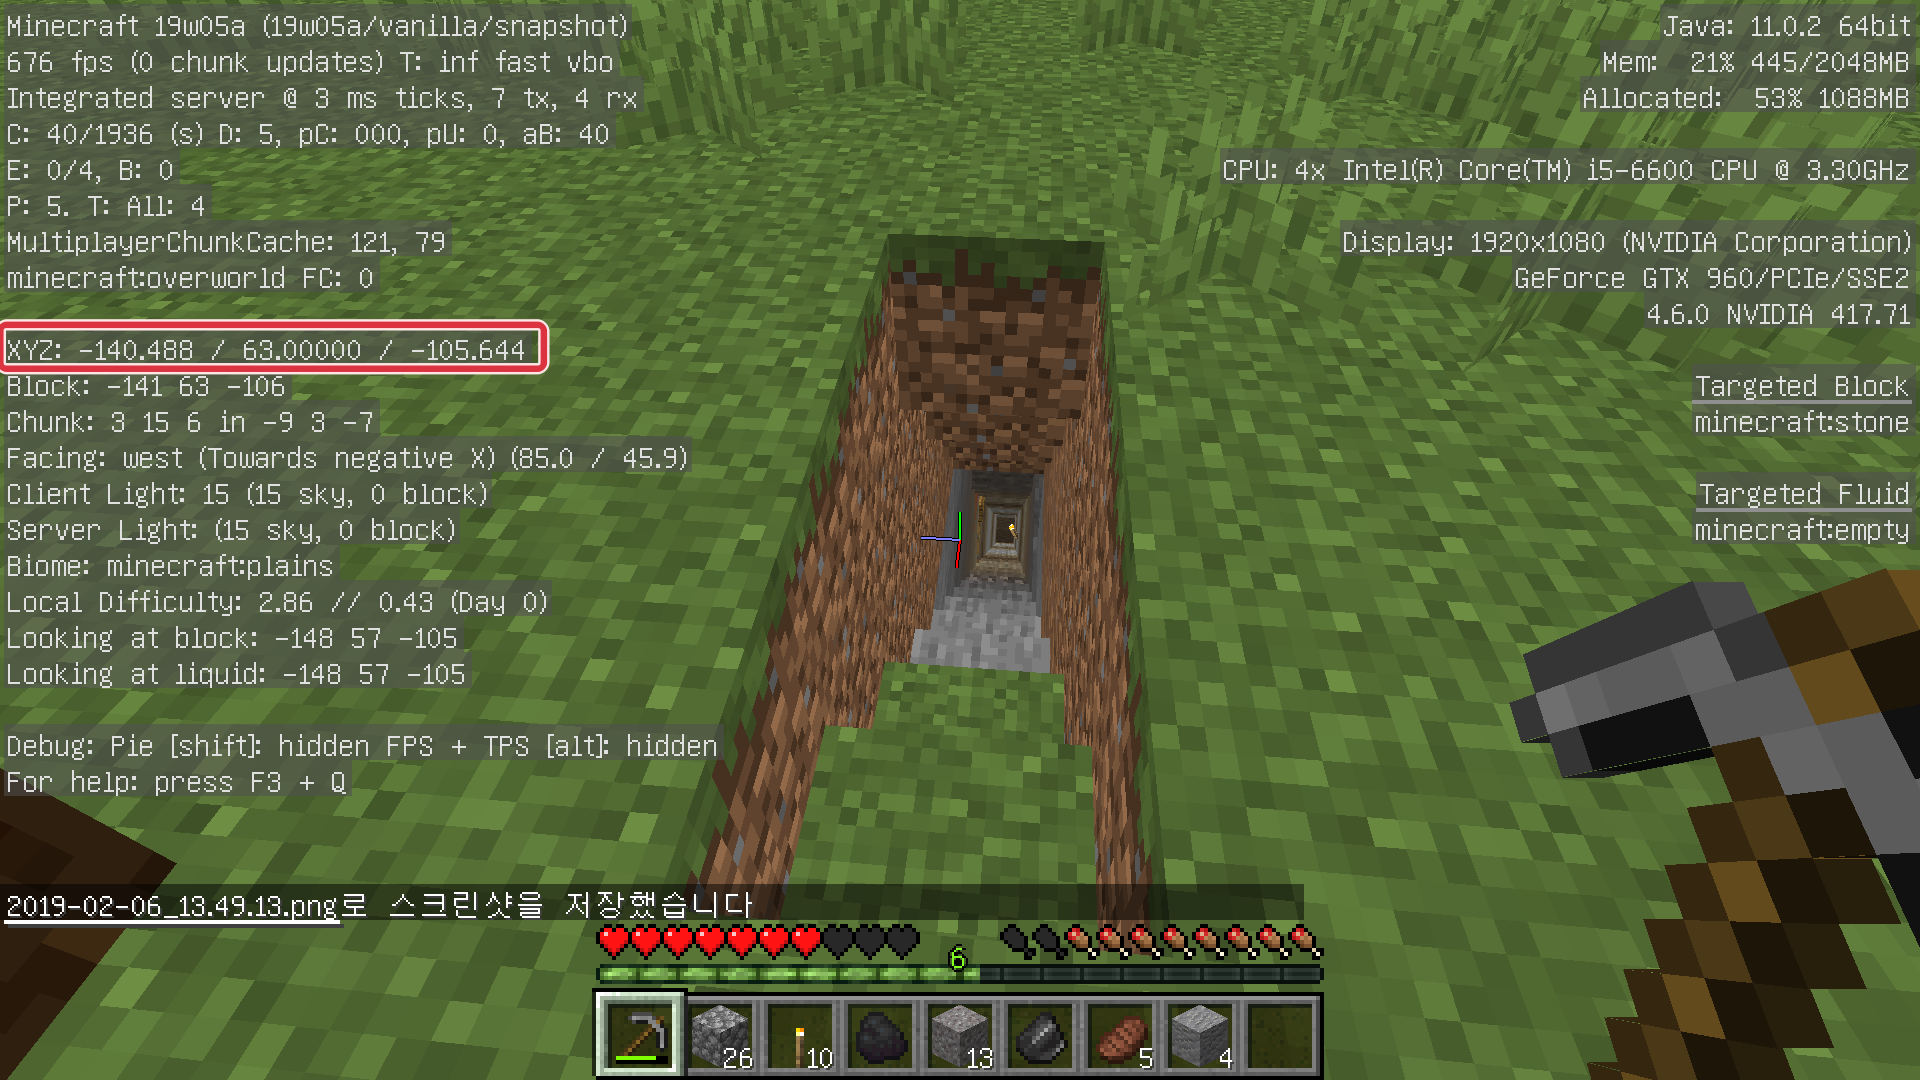 Minecraft 19w05a (19w05a/vanilla/snapshot)
676 fps (0 chunk updates) T: inf fast vbo
Integrated server @ 3 ms ticks, 7 tx, 4 rx
C: 40/1936 (s) D: 5, pC: 000, pU: 0, aB: 40
E: 0/4, B: 0
P: 5. T: All: 4
MultiplayerChunkCache: 121, 79
minecraft:overworld FC: 0
XYZ: -140.488 / 63.00000 / -105.644
Block: -141 63 -106
Chunk: 3 15 6 in -9 3 -7
Facing: west (Towards negative X) (85.0 / 45.9)
Client Light: 15 (15 sky, 0 block)
Server Light: (15 sky, 0 block)
Biome: minecraft:plains
Local Difficulty: 2.86 // 0.43 (Day 0)
Looking at block: -148 57 -105
Looking at liquid: -148 57 -105
Debug: Pie [shift]: hidden FPS + TPS [alt]: hidden
For help: press F3 + Q
Java: 11.0.2 64bit
Mem: 21% 445/2048MB
Allocated: 53% 1088MB
CPU: 4x Intel(R) Core(TM) i5-6600 CPU @ 3.30GHz
Display: 1920x1080 (NVIDIA Corporation)
GeForce GTX 960/PCIe/SSE2
4.6.0 NVIDIA 417.71
Targeted Block
minecraft:stone
Targeted Fluid
minecraft:empty
2019-02-06_13.49.13.png로 스크린샷을 저장했습니다
6
26 10 13 5 4